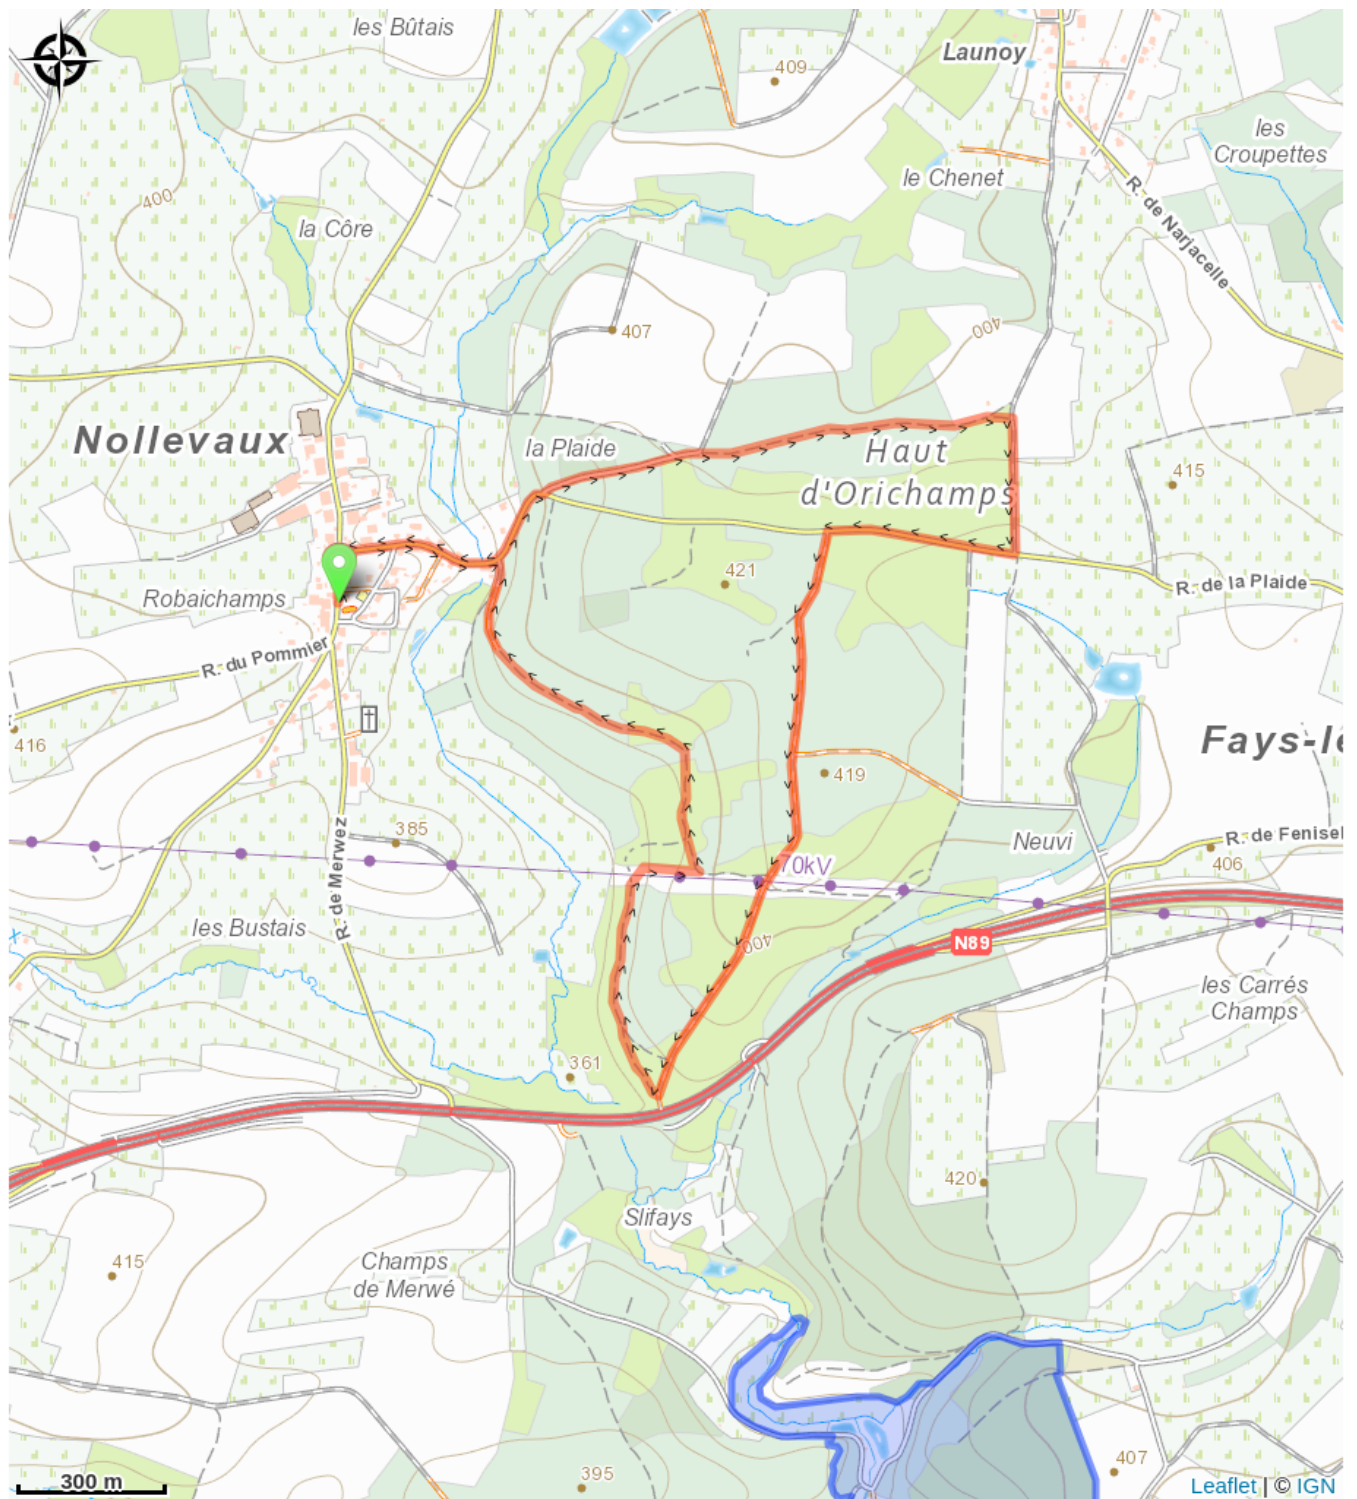 les Bûtais
Launoy
409
les
Croupettes
le Chenet
R. de Narjacelle
400
la Côre
407
400
Nollevaux
la Plaide
Haut
d'Orichamps
415
421
R. de la Plaide
Robaichamps
R. du Pommier
416
Fays-lè
419
385
Neuvi
R. de Fenisel
406
70kV
R. de Merwez
les Bustais
400
N89
les Carrés
Champs
361
420
Slifays
415
Champs
de Merwé
407
395
300 m
Leaflet | © IGN